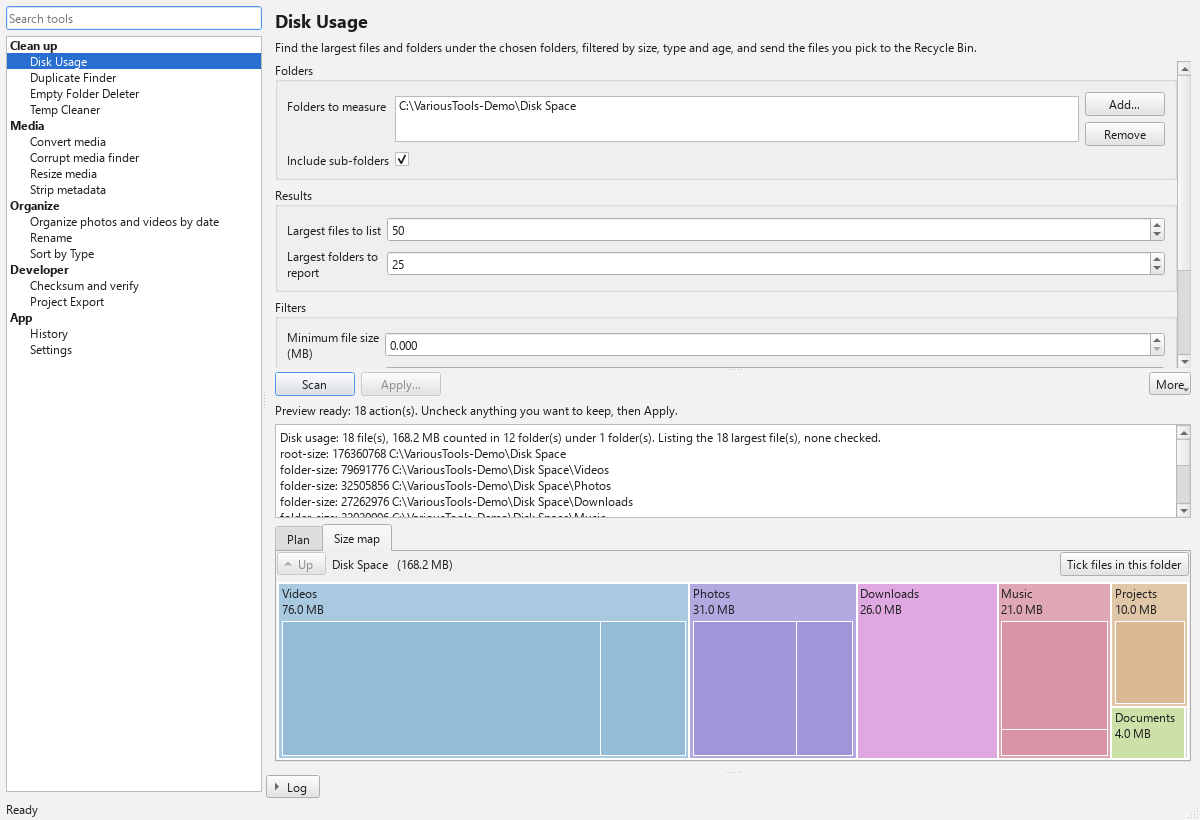 Search tools
Clean up
Disk Usage
Duplicate Finder
Empty Folder Deleter
Temp Cleaner
Media
Convert media
Corrupt media finder
Resize media
Strip metadata
Organize
Organize photos and videos by date
Rename
Sort by Type
Developer
Checksum and verify
Project Export
App
History
Settings
Disk Usage
Find the largest files and folders under the chosen folders, filtered by size, type and age, and send the files you pick to the Recycle Bin.
Folders
Folders to measure
C:\VariousTools-Demo\Disk Space
Add...
Remove
Include sub-folders
Results
Largest files to list
50
Largest folders to
report
25
Filters
Minimum file size
(MB)
0.000
Scan
Apply...
More
Preview ready: 18 action(s). Uncheck anything you want to keep, then Apply.
Disk usage: 18 file(s), 168.2 MB counted in 12 folder(s) under 1 folder(s). Listing the 18 largest file(s), none checked.
root-size: 176360768 C:\VariousTools-Demo\Disk Space
folder-size: 79691776 C:\VariousTools-Demo\Disk Space\Videos
folder-size: 32505856 C:\VariousTools-Demo\Disk Space\Photos
folder-size: 27262976 C:\VariousTools-Demo\Disk Space\Downloads
Plan
Size map
Up
Disk Space (168.2 MB)
Tick files in this folder
Videos
76.0 MB
Photos
31.0 MB
Downloads
26.0 MB
Music
21.0 MB
Projects
10.0 MB
Documents
4.0 MB
Log
Ready